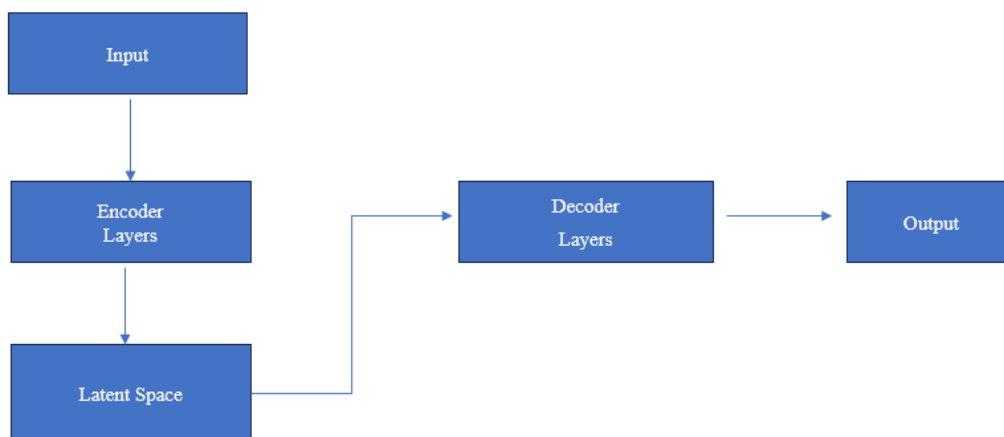 Input
Encoder
Layers
Latent Space
Decoder
Layers
Output